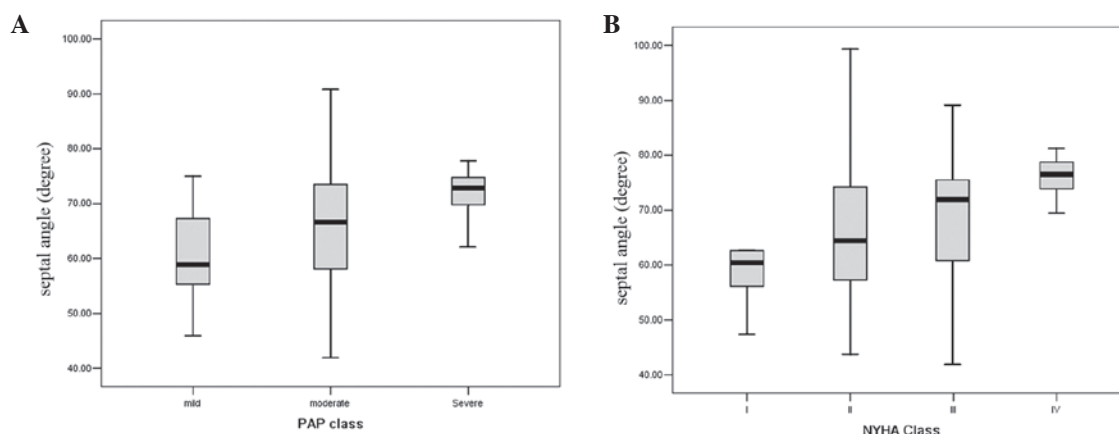 A
100.00
90.00
80.00
70.00
60.00
50.00
40.00
septal angle (degree)
mild moderate Severe
PAP class
B
100.00
90.00
80.00
70.00
60.00
50.00
40.00
septal angle (degree)
I II III IV
NYHA Class